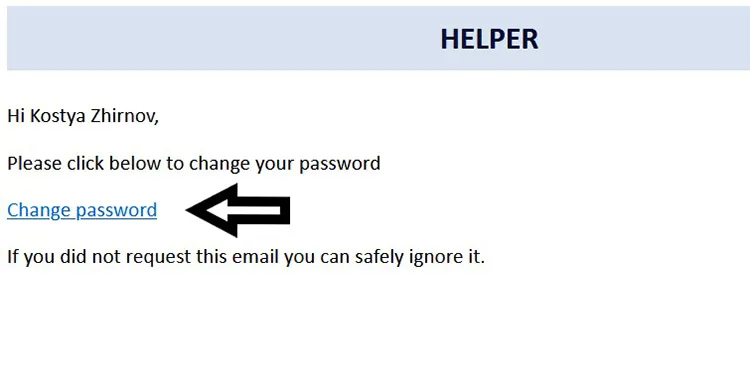 HELPER
Hi Kostya Zhirnov,
Please click below to change your password
Change password
If you did not request this email you can safely ignore it.